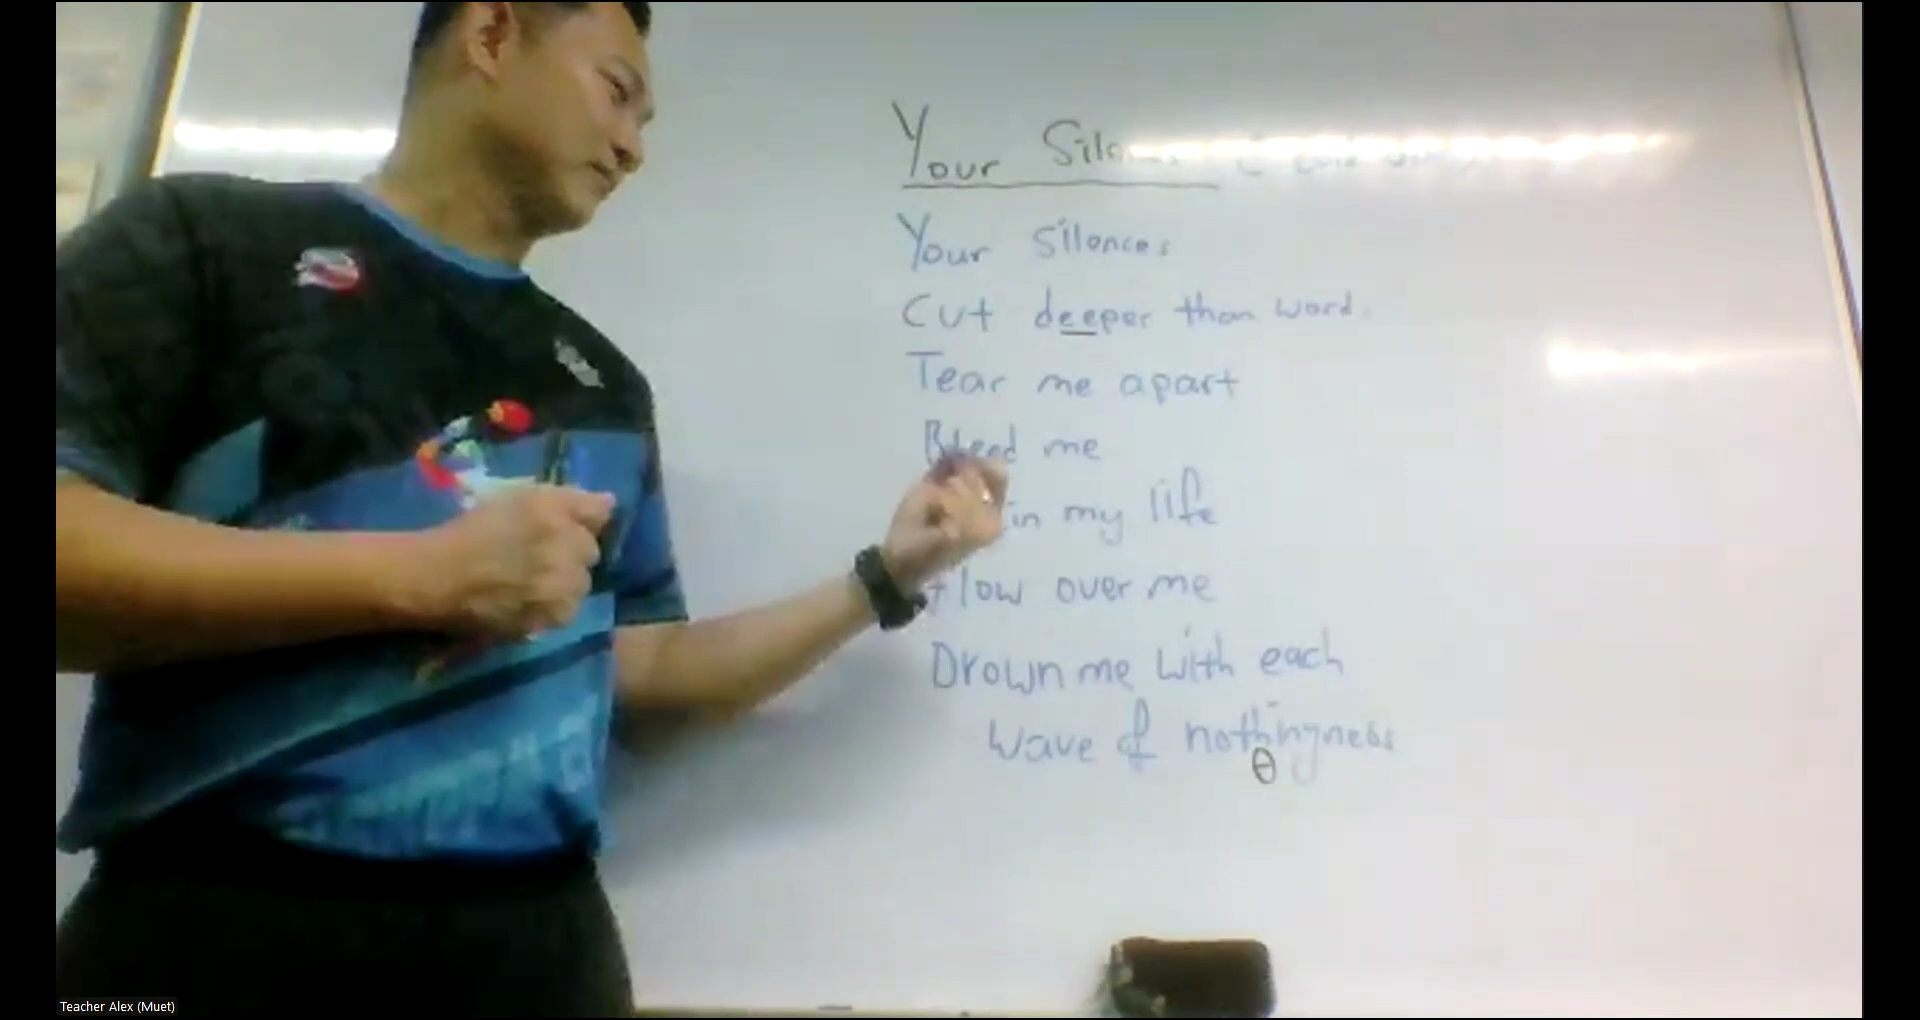 Your
Your Silences
Cut deeper than word
Tear me apart
Bleed me
in my life
Flow over me
Drown me with each
wave of nothingness
θ
Teacher Alex (Muet)